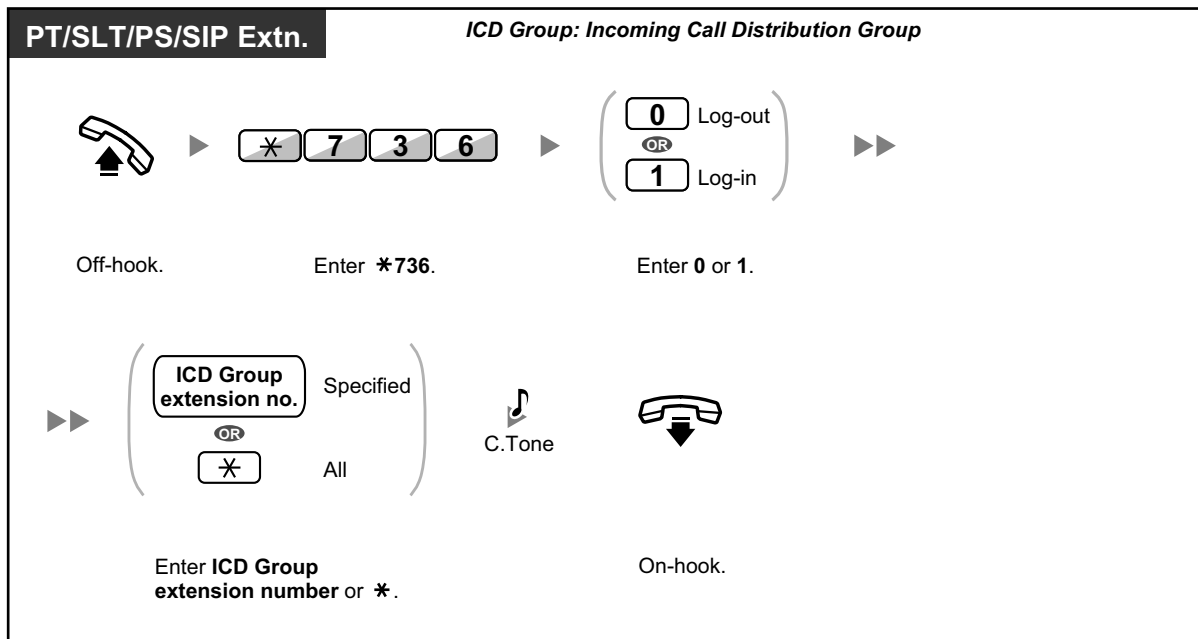 PT/SLT/PS/SIP Extn.
ICD Group: Incoming Call Distribution Group
* 7 3 6
0 Log-out
OR
1 Log-in
Off-hook.
Enter *736.
Enter 0 or 1.
ICD Group
extension no.
Specified
OR
* All
C.Tone
Enter ICD Group
extension number or *.
On-hook.